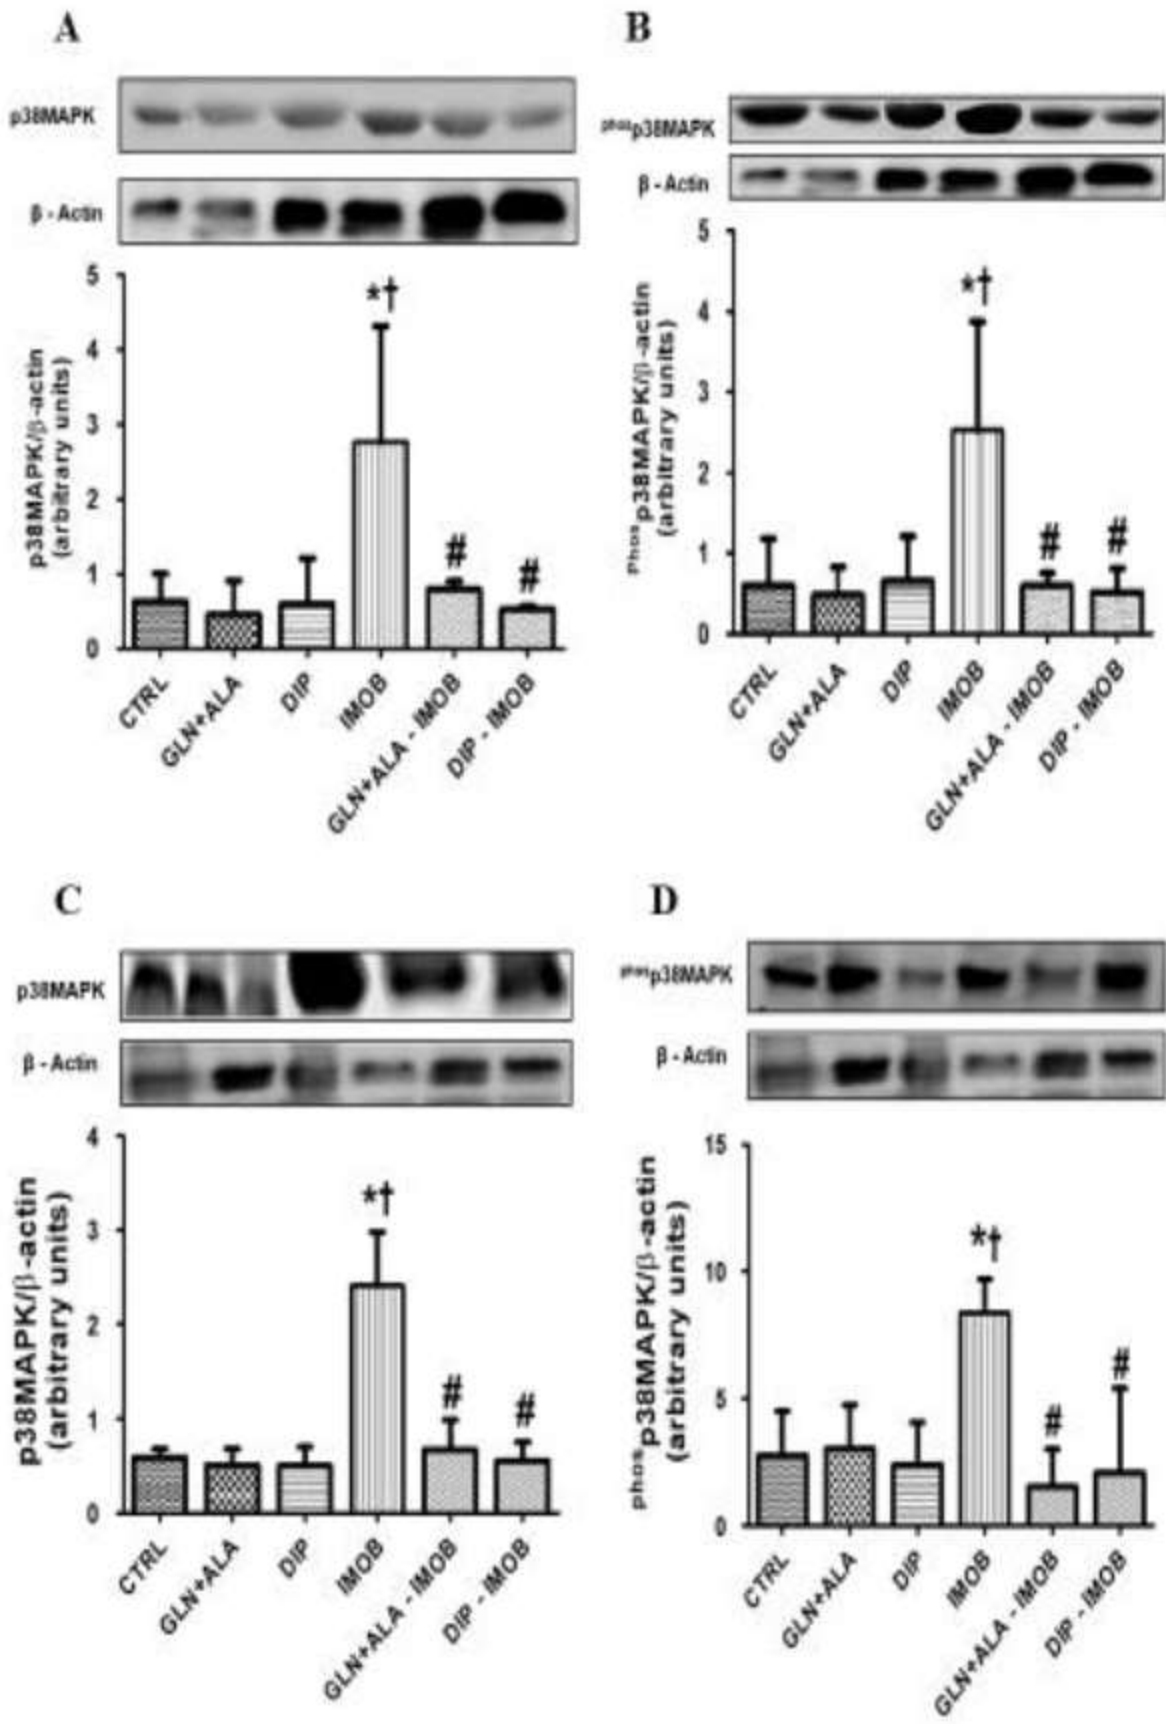 A
p38MAPK
β - Actin
p38MAPK/β-actin
(arbitrary units)
5
4
3
2
1
0
*†
#
#
CTRL
GLN+ALA
DIP
IMOB
GLN+ALA - IMOB
DIP - IMOB
B
phosp38MAPK
β - Actin
Phosp38MAPK/β-actin
(arbitrary units)
5
4
3
2
1
0
*†
#
#
CTRL
GLN+ALA
DIP
IMOB
GLN+ALA - IMOB
DIP - IMOB
C
p38MAPK
β - Actin
p38MAPK/β-actin
(arbitrary units)
4
3
2
1
0
*†
#
#
CTRL
GLN+ALA
DIP
IMOB
GLN+ALA - IMOB
DIP - IMOB
D
phosp38MAPK
β - Actin
phosp38MAPK/β-actin
(arbitrary units)
15
10
5
0
*†
#
#
CTRL
GLN+ALA
DIP
IMOB
GLN+ALA - IMOB
DIP - IMOB